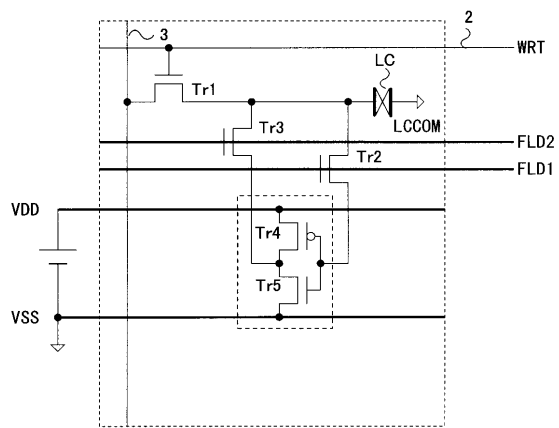 3
2
WRT
LC
Tr1
LCCOM
Tr3
FLD2
Tr2
FLD1
VDD
Tr4
Tr5
VSS